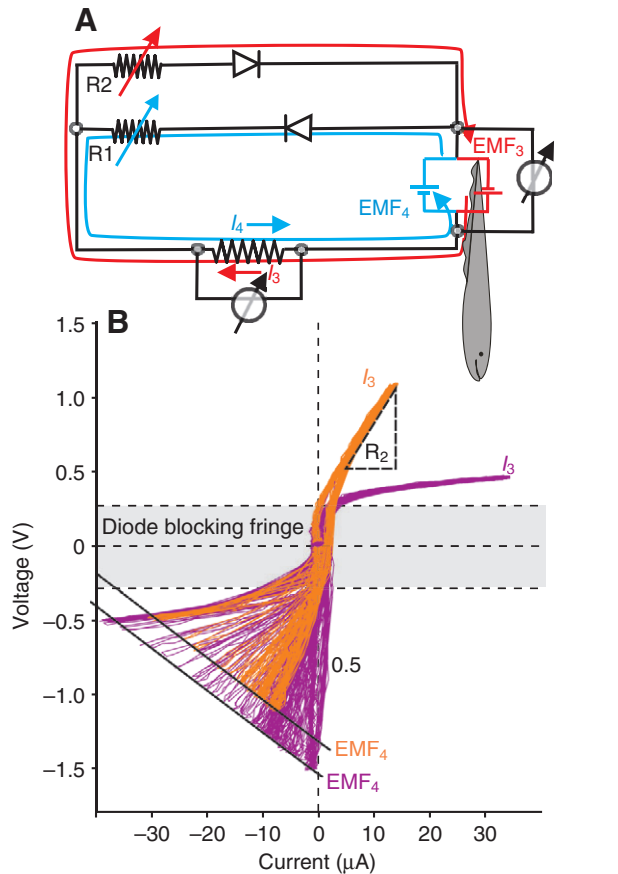 A
R2
R1
EMF3
EMF4
I4
I3
B
1.5
1.0
0.5
0
–0.5
–1.0
–1.5
Voltage (V)
I3
R2
I3
Diode blocking fringe
0.5
EMF4
EMF4
–30 –20 –10 0 10 20 30
Current (μA)